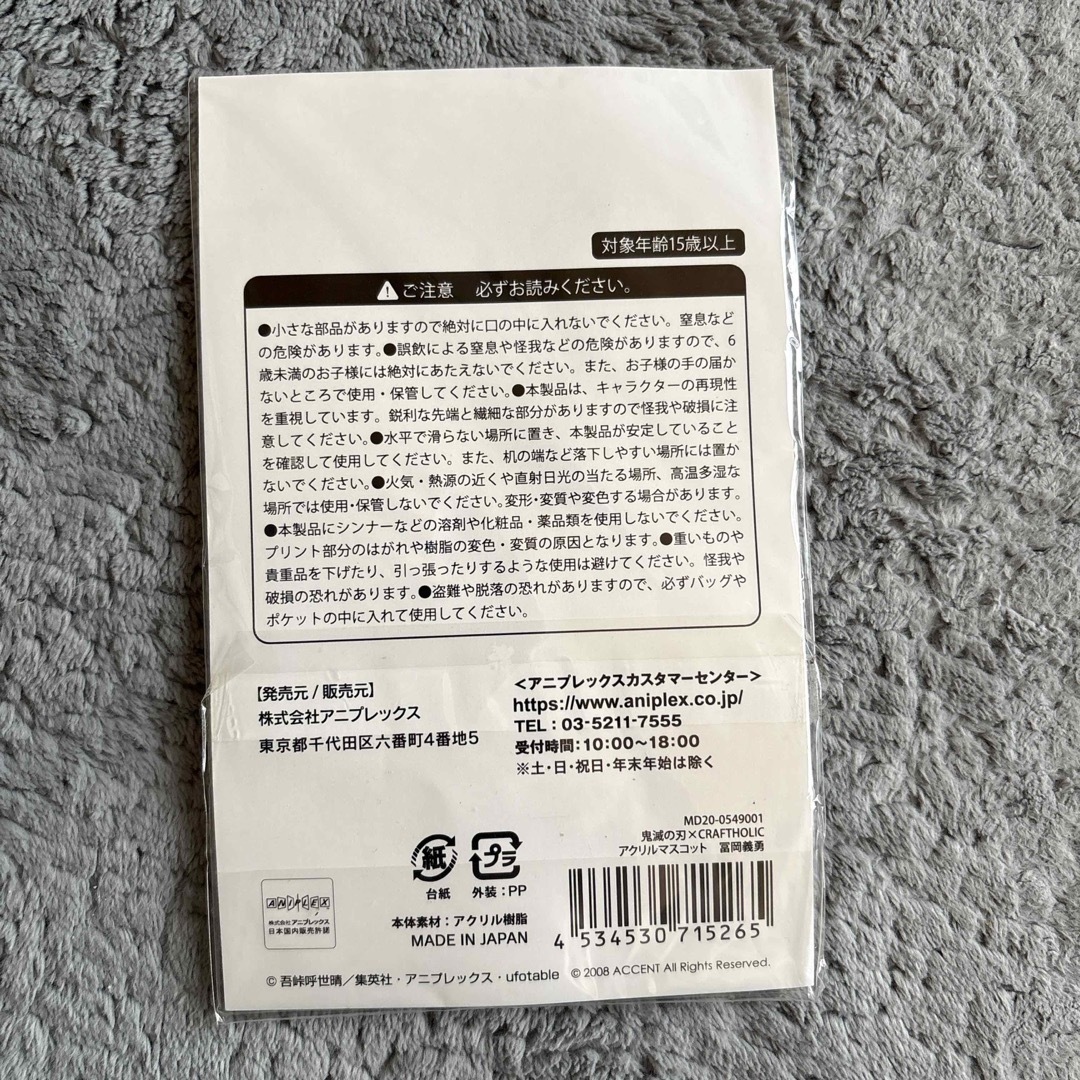 対象年齢15歳以上
ご注意 必ずお読みください。
●小さな部品がありますので絶対に口の中に入れないでください。窒息など
の危険があります。●誤飲による窒息や怪我などの危険がありますので、6
歳未満のお子様には絶対にあたえないでください。また、お子様の手の届か
ないところで使用・保管してください。●本製品は、キャラクターの再現性
を重視しています。鋭利な先端と繊細な部分がありますので怪我や破損に注
意してください。●水平で滑らない場所に置き、本製品が安定していること
を確認して使用してください。また、机の端など落下しやすい場所には置か
ないでください。●火気・熱源の近くや直射日光の当たる場所、高温多湿な
場所では使用・保管しないでください。変形・変質や変色する場合があります。
●本製品にシンナーなどの溶剤や化粧品・薬品類を使用しないでください。
プリント部分のはがれや樹脂の変色・変質の原因となります。●重いものや
貴重品を下げたり、引っ張ったりするような使用は避けてください。怪我や
破損の恐れがあります。●盗難や脱落の恐れがありますので、必ずバッグや
ポケットの中に入れて使用してください。
【発売元 / 販売元】
株式会社アニプレックス
東京都千代田区六番町4番地5
<アニプレックスカスタマーセンター>
https://www.aniplex.co.jp/
TEL:03-5211-7555
受付時間:10:00〜18:00
※土・日・祝日・年末年始は除く
MD20-0549001
鬼滅の刃×CRAFTHOLIC
アクリルマスコット 冨岡義勇
紙
台紙
プラ
外装:PP
本体素材:アクリル樹脂
MADE IN JAPAN
4 534530 715265
ANIPLEX
株式会社アニプレックス
日本国内販売許諾
© 吾峠呼世晴/集英社・アニプレックス・ufotable © 2008 ACCENT All Rights Reserved.